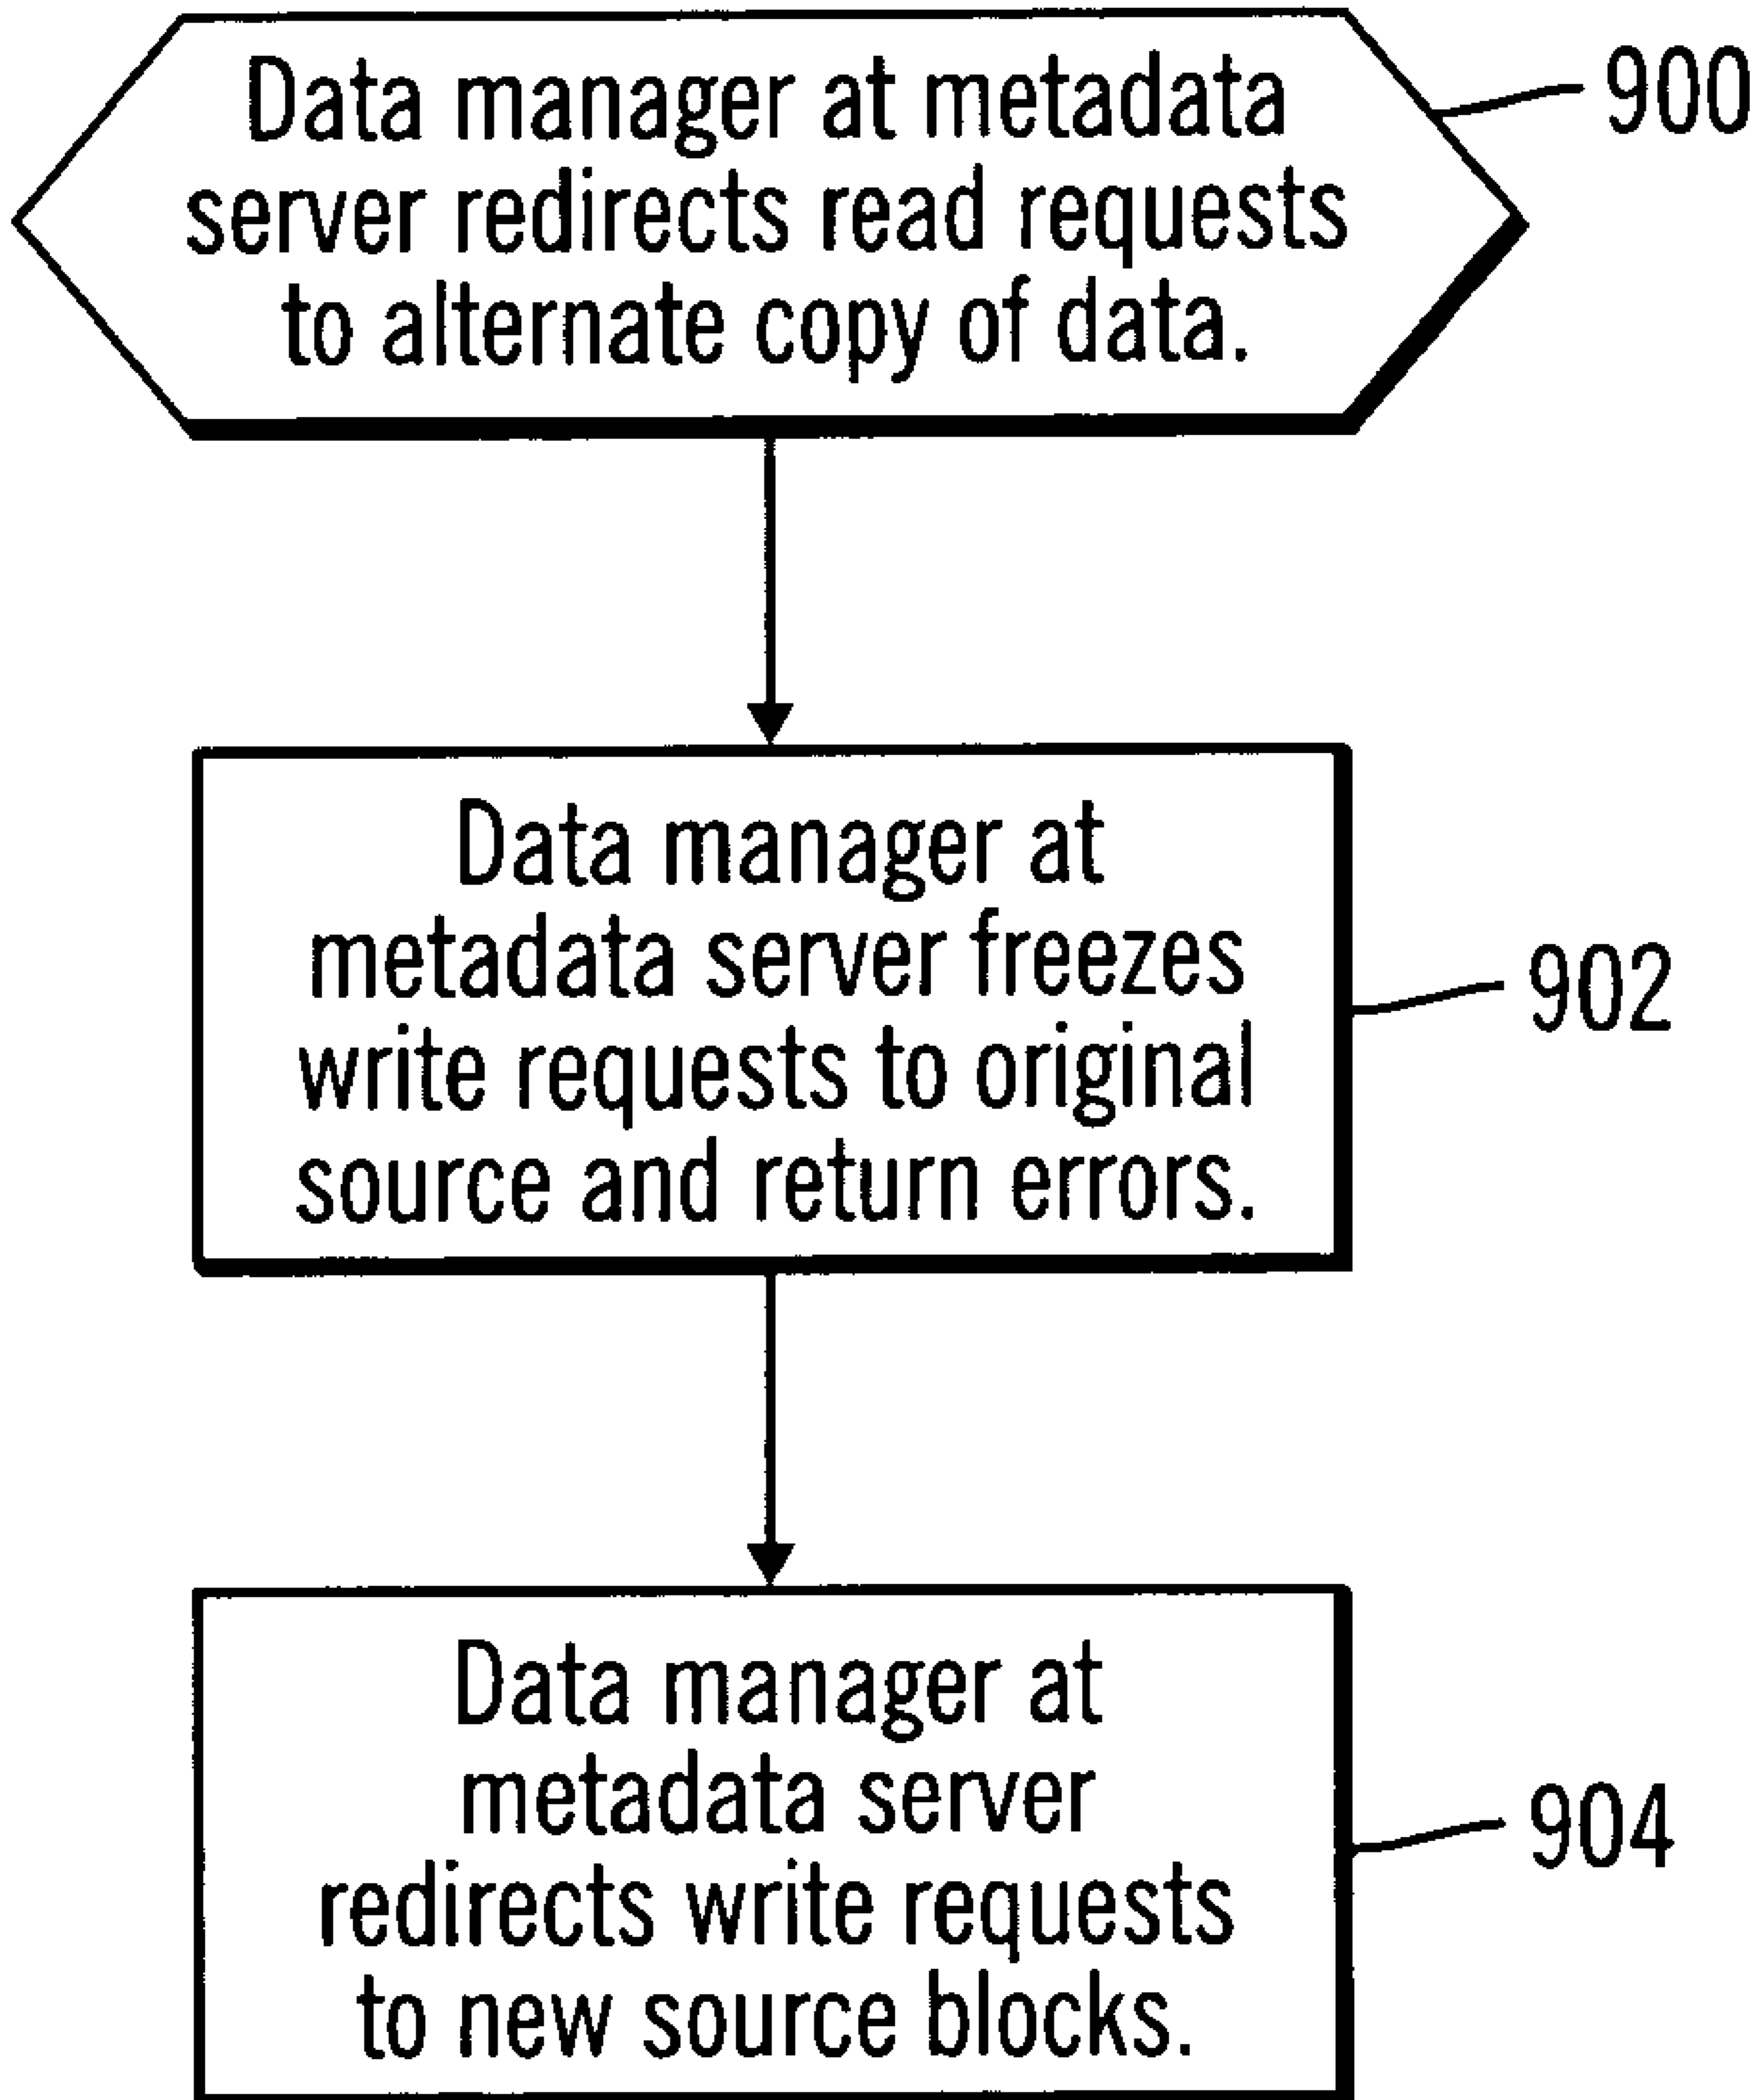 Data manager at metadata
server redirects read requests
to alternate copy of data.
900
Data manager at
metadata server freezes
write requests to original
source and return errors.
902
Data manager at
metadata server
redirects write requests
to new source blocks.
904